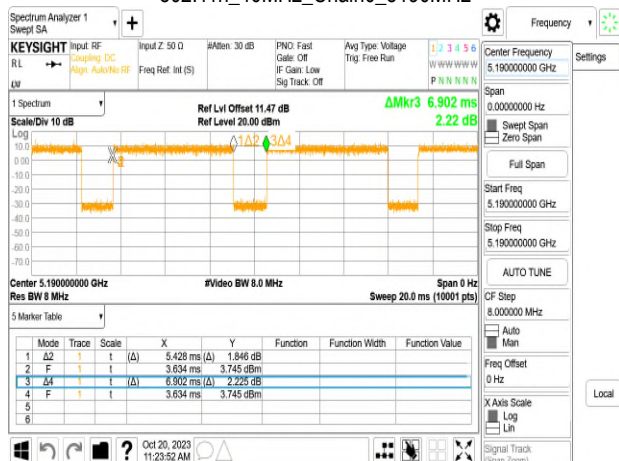 Spectrum Analyzer 1
Swept SA
Frequency
KEYSIGHT
RL
Input: RF
Coupling: DC
Align: Auto/No RF
Input Z: 50 Ω
Freq Ref: Int (S)
#Atten: 30 dB
PNO: Fast
Gate: Off
IF Gain: Low
Sig Track: Off
Avg Type: Voltage
Trig: Free Run
1 2 3 4 5 6
W W W W W W
P N N N N N
1 Spectrum
Scale/Div 10 dB
Log
Ref Lvl Offset 11.47 dB
Ref Level 20.00 dBm
ΔMkr3 6.902 ms
2.22 dB
10.0
0.00
-10.0
-20.0
-30.0
-40.0
-50.0
-60.0
-70.0
1Δ2
3Δ4
Center 5.190000000 GHz
Res BW 8 MHz
#Video BW 8.0 MHz
Span 0 Hz
Sweep 20.0 ms (10001 pts)
5 Marker Table
Mode Trace Scale X Y Function Function Width Function Value
1 Δ2 1 t (Δ) 5.428 ms (Δ) 1.846 dB
2 F 1 t 3.634 ms 3.745 dBm
3 Δ4 1 t (Δ) 6.902 ms (Δ) 2.225 dB
4 F 1 t 3.634 ms 3.745 dBm
5
6
Oct 20, 2023
11:23:52 AM
Center Frequency
5.190000000 GHz
Span
0.00000000 Hz
Swept Span
Zero Span
Full Span
Start Freq
5.190000000 GHz
Stop Freq
5.190000000 GHz
AUTO TUNE
CF Step
8.000000 MHz
Auto
Man
Freq Offset
0 Hz
X Axis Scale
Log
Lin
Signal Track
(Span Zoom)
Settings
Local